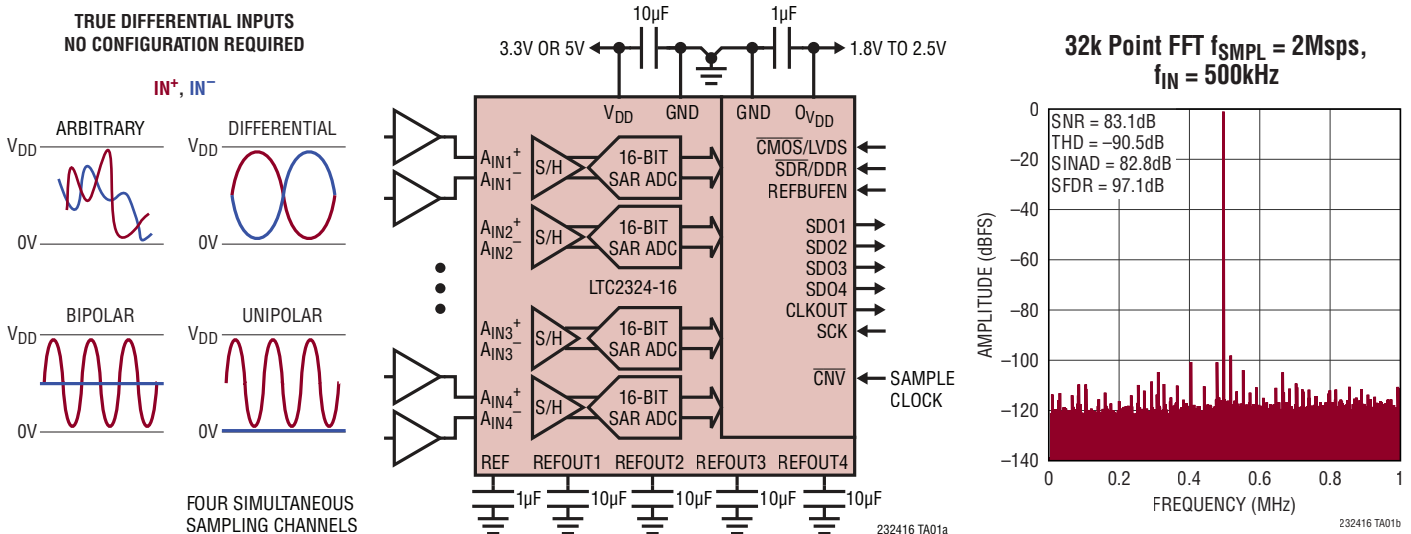 TRUE DIFFERENTIAL INPUTS
NO CONFIGURATION REQUIRED
IN+, IN−
ARBITRARY
VDD
0V
DIFFERENTIAL
VDD
0V
BIPOLAR
VDD
0V
UNIPOLAR
VDD
0V
FOUR SIMULTANEOUS
SAMPLING CHANNELS
10µF
1µF
3.3V OR 5V
1.8V TO 2.5V
VDD
GND
GND
OVDD
AIN1+
AIN1−
S/H
16-BIT
SAR ADC
AIN2+
AIN2−
S/H
16-BIT
SAR ADC
LTC2324-16
AIN3+
AIN3−
S/H
16-BIT
SAR ADC
AIN4+
AIN4−
S/H
16-BIT
SAR ADC
CMOS/LVDS
SDR/DDR
REFBUFEN
SDO1
SDO2
SDO3
SDO4
CLKOUT
SCK
CNV
SAMPLE
CLOCK
REF
REFOUT1
REFOUT2
REFOUT3
REFOUT4
1µF
10µF
10µF
10µF
10µF
232416 TA01a
32k Point FFT fSMPL = 2Msps,
fIN = 500kHz
SNR = 83.1dB
THD = –90.5dB
SINAD = 82.8dB
SFDR = 97.1dB
AMPLITUDE (dBFS)
0
–20
–40
–60
–80
–100
–120
–140
0
0.2
0.4
0.6
0.8
1
FREQUENCY (MHz)
232416 TA01b